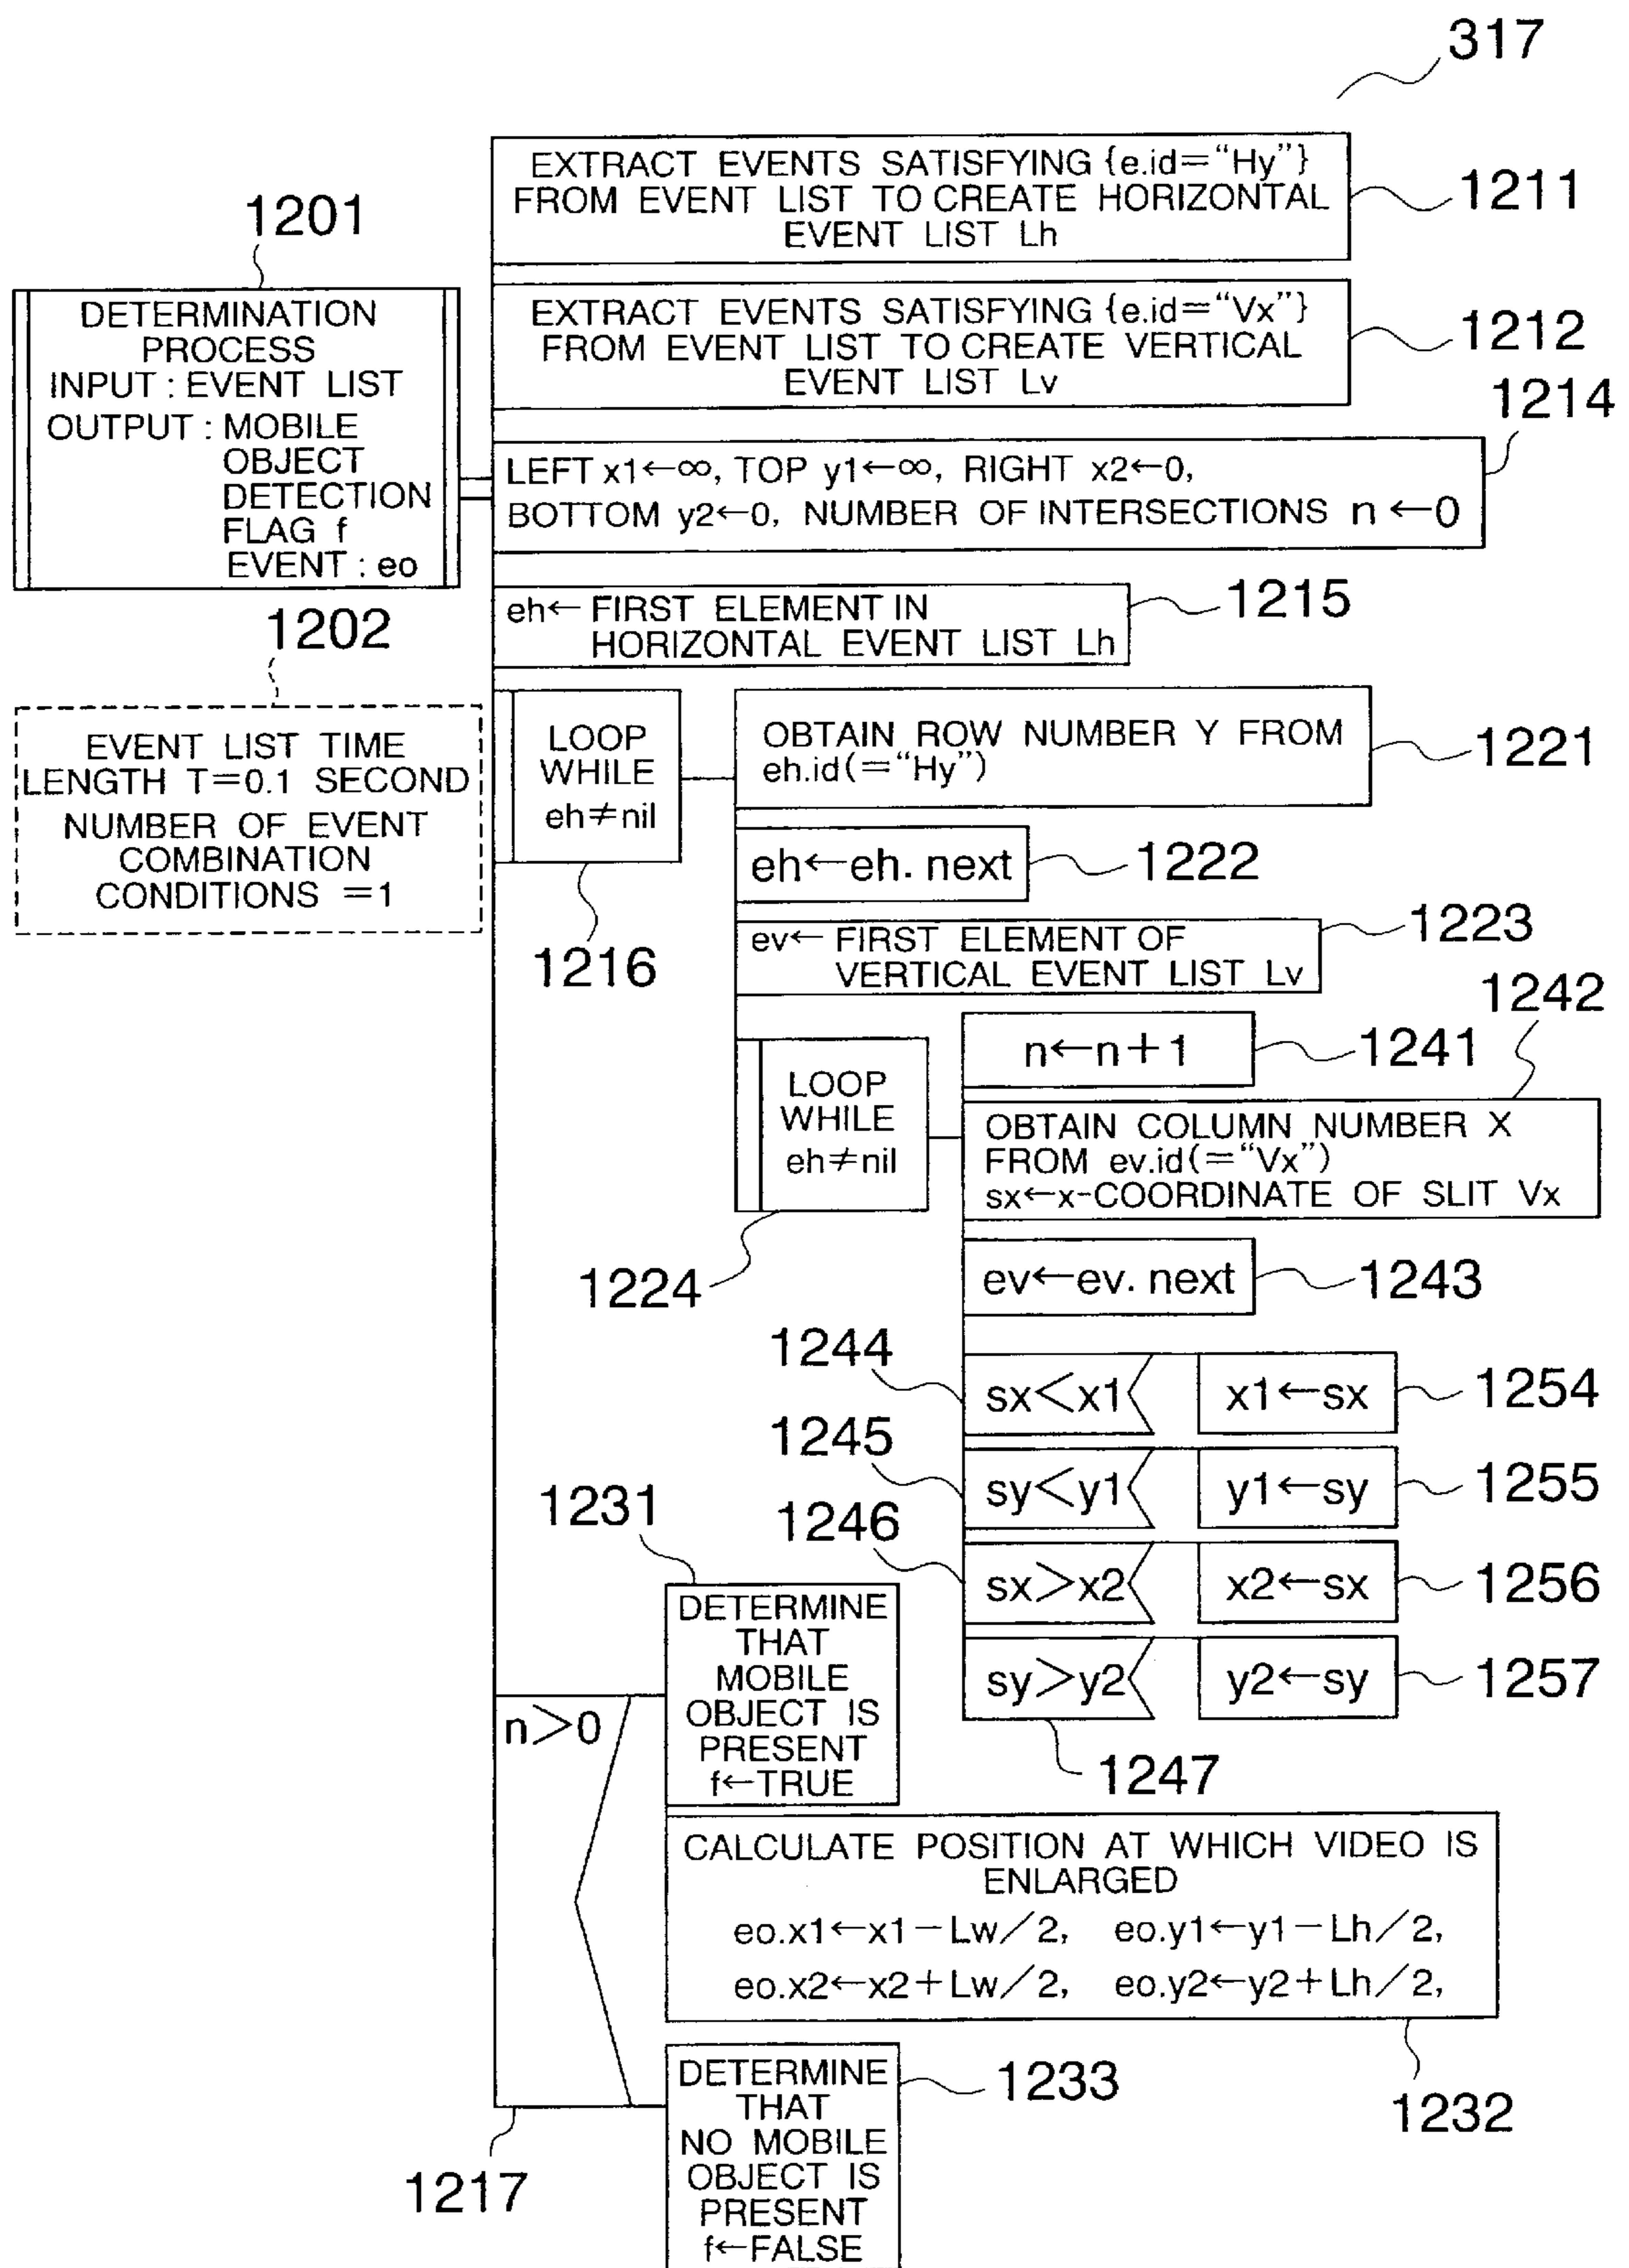 317
EXTRACT EVENTS SATISFYING {e.id="Hy"}
FROM EVENT LIST TO CREATE HORIZONTAL
EVENT LIST Lh
1211
1201
DETERMINATION
PROCESS
INPUT : EVENT LIST
OUTPUT : MOBILE
OBJECT
DETECTION
FLAG f
EVENT : eo
EXTRACT EVENTS SATISFYING {e.id="Vx"}
FROM EVENT LIST TO CREATE VERTICAL
EVENT LIST Lv
1212
1214
LEFT x1←∞, TOP y1←∞, RIGHT x2←0,
BOTTOM y2←0, NUMBER OF INTERSECTIONS n ←0
1202
EVENT LIST TIME
LENGTH T=0.1 SECOND
NUMBER OF EVENT
COMBINATION
CONDITIONS =1
eh← FIRST ELEMENT IN
HORIZONTAL EVENT LIST Lh
1215
LOOP
WHILE
eh≠nil
1216
OBTAIN ROW NUMBER Y FROM
eh.id(="Hy")
1221
eh←eh. next
1222
ev← FIRST ELEMENT OF
VERTICAL EVENT LIST Lv
1223
1242
LOOP
WHILE
eh≠nil
1224
n←n+1
1241
OBTAIN COLUMN NUMBER X
FROM ev.id(="Vx")
sx←x-COORDINATE OF SLIT Vx
ev←ev. next
1243
1244
sx<x1
x1←sx
1254
1245
sy<y1
y1←sy
1255
1246
sx>x2
x2←sx
1256
sy>y2
y2←sy
1257
1247
1231
n>0
DETERMINE
THAT
MOBILE
OBJECT IS
PRESENT
f←TRUE
CALCULATE POSITION AT WHICH VIDEO IS
ENLARGED
eo.x1←x1−Lw/2, eo.y1←y1−Lh/2,
eo.x2←x2+Lw/2, eo.y2←y2+Lh/2,
1232
1217
DETERMINE
THAT
NO MOBILE
OBJECT IS
PRESENT
f←FALSE
1233